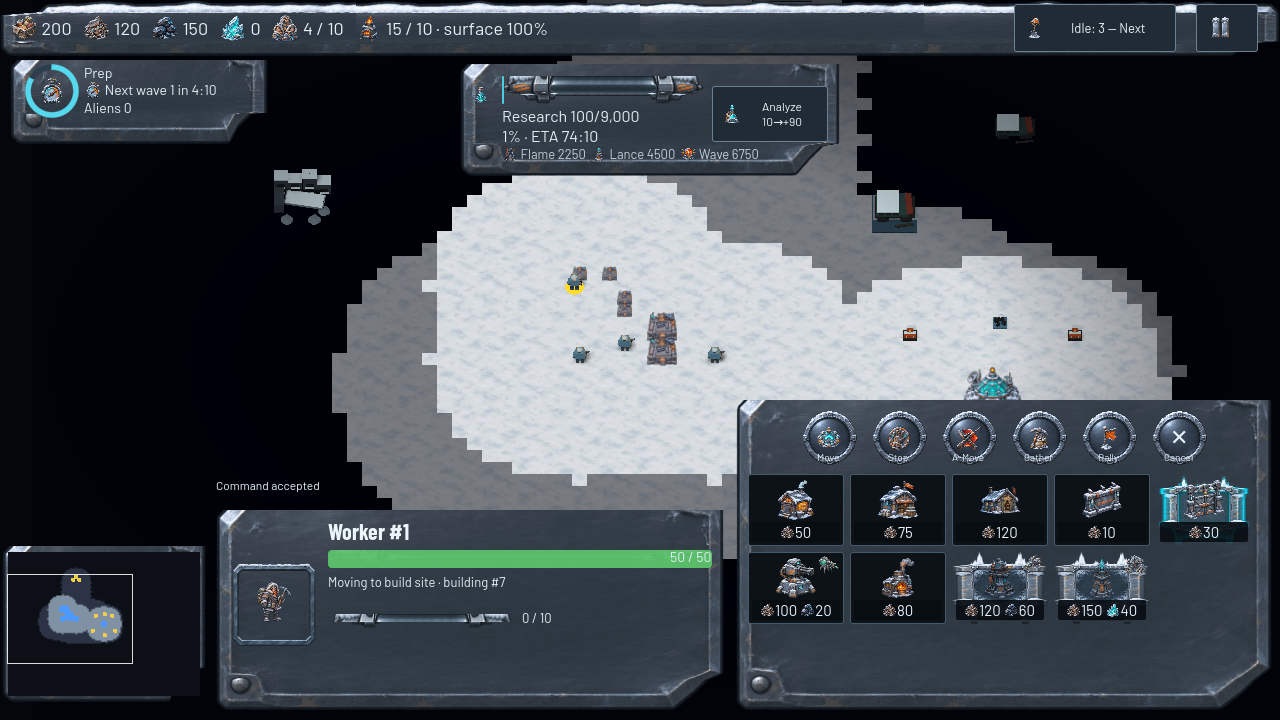 200
120
150
0
4 / 10
15 / 10 · surface 100%
Idle: 3 – Next
Prep
Next wave 1 in 4:10
Aliens 0
Research 100/9,000
1% · ETA 74:10
Flame 2250 Lance 4500 Wave 6750
Analyze
10→+90
Command accepted
Worker #1
50 / 50
Moving to build site · building #7
0 / 10
Move Stop A-Move Gather Rally Cancel
50 75 120 10 30
100 20 80 120 60 150 40